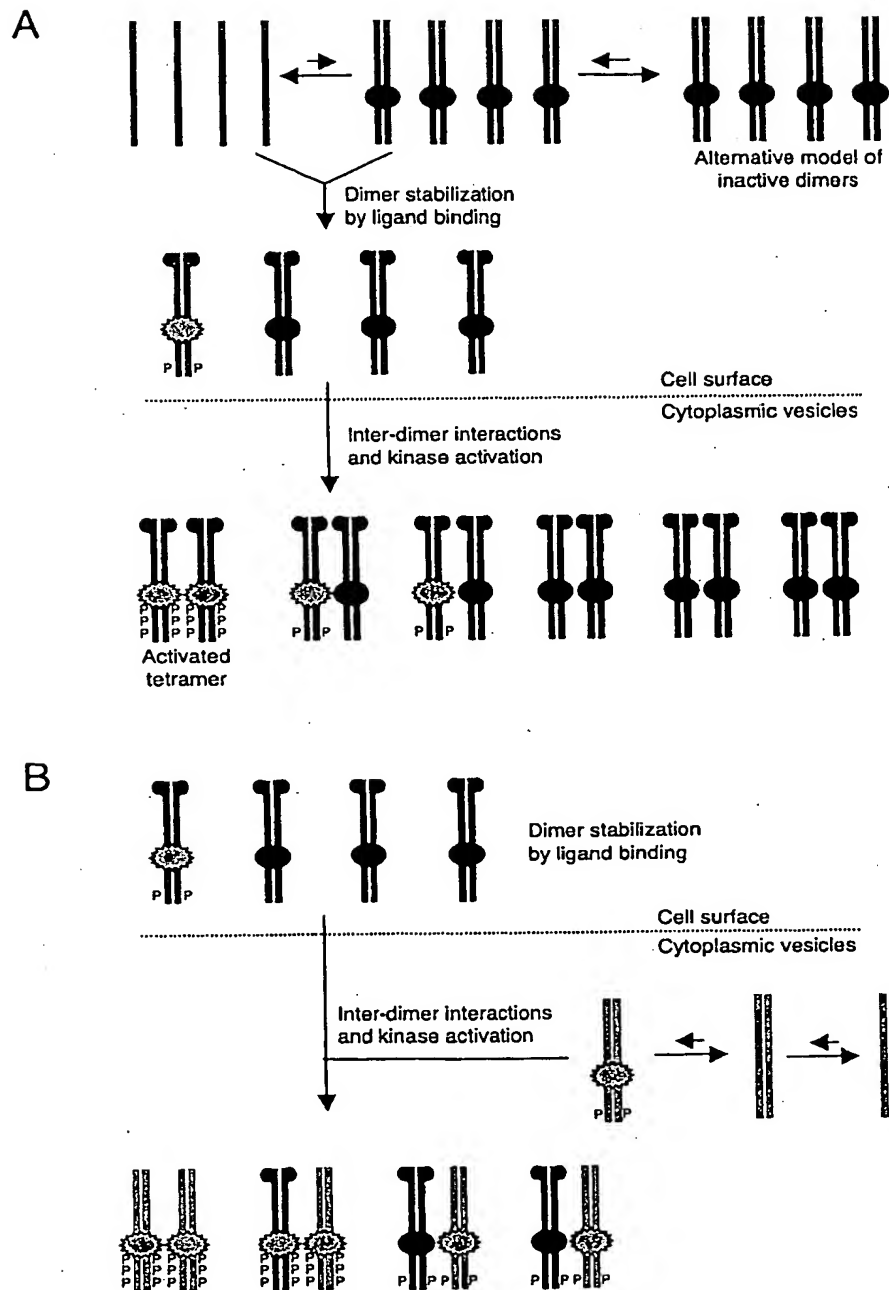 A
Alternative model of
inactive dimers
Dimer stabilization
by ligand binding
P P
Cell surface
Cytoplasmic vesicles
Inter-dimer interactions
and kinase activation
P P P P
P P P P P P P P
P P P P
Activated
tetramer
B
Dimer stabilization
by ligand binding
P P
Cell surface
Cytoplasmic vesicles
Inter-dimer interactions
and kinase activation
P P
P P P P P P P P
P P P P P P P P
P P P P P P P P P P P P